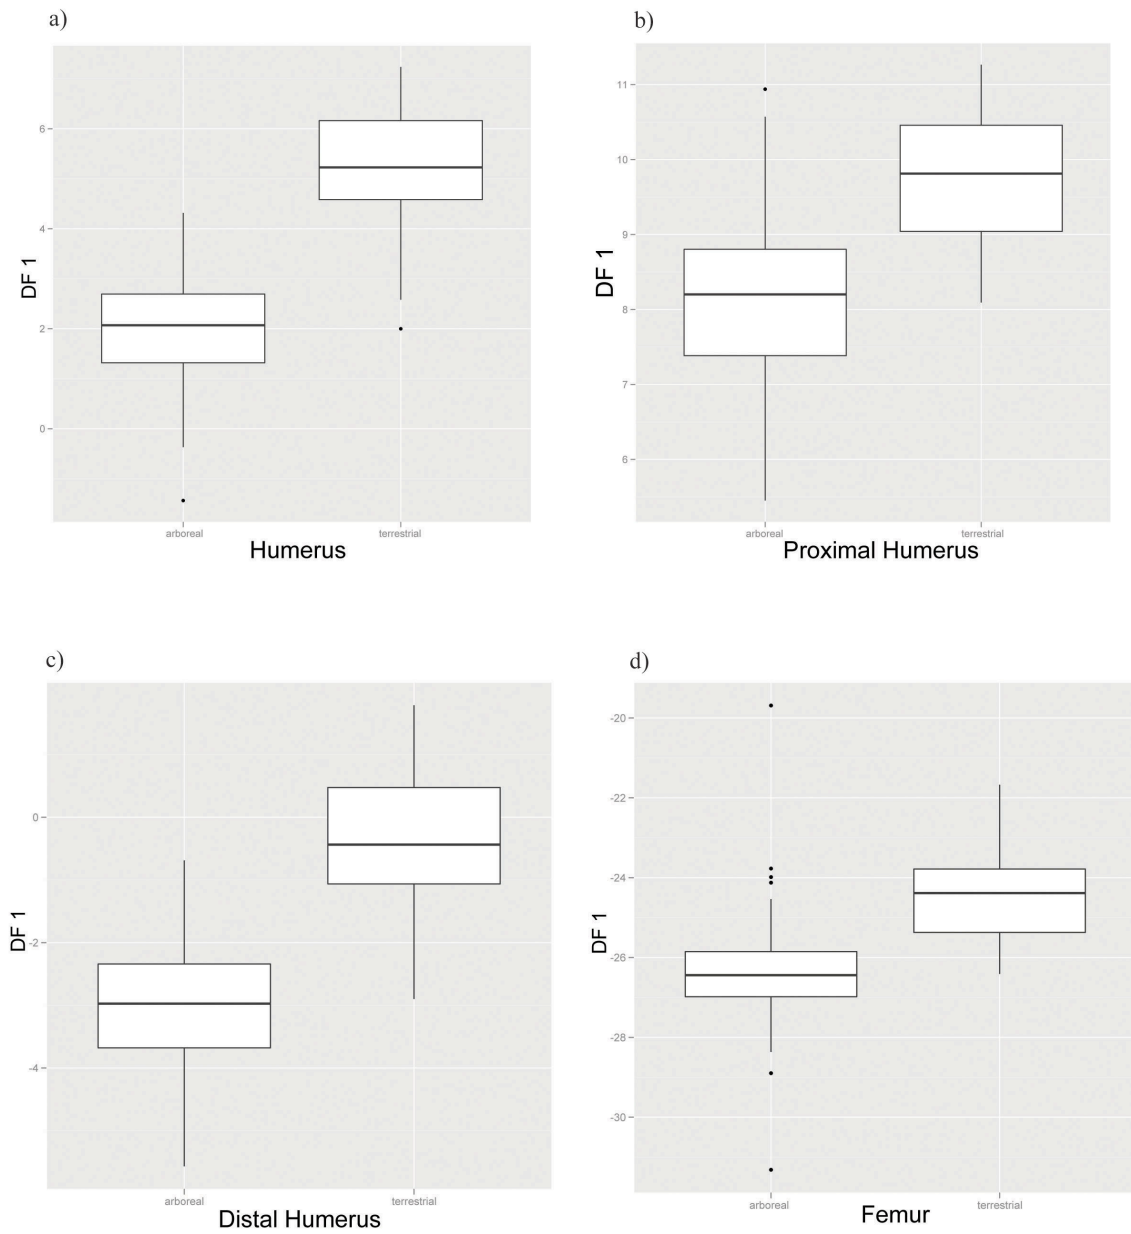 a)
6
4
2
0
DF 1
arboreal
terrestrial
Humerus
b)
11
10
9
8
7
6
DF 1
arboreal
terrestrial
Proximal Humerus
c)
0
-2
-4
DF 1
arboreal
terrestrial
Distal Humerus
d)
-20
-22
-24
-26
-28
-30
DF 1
arboreal
terrestrial
Femur